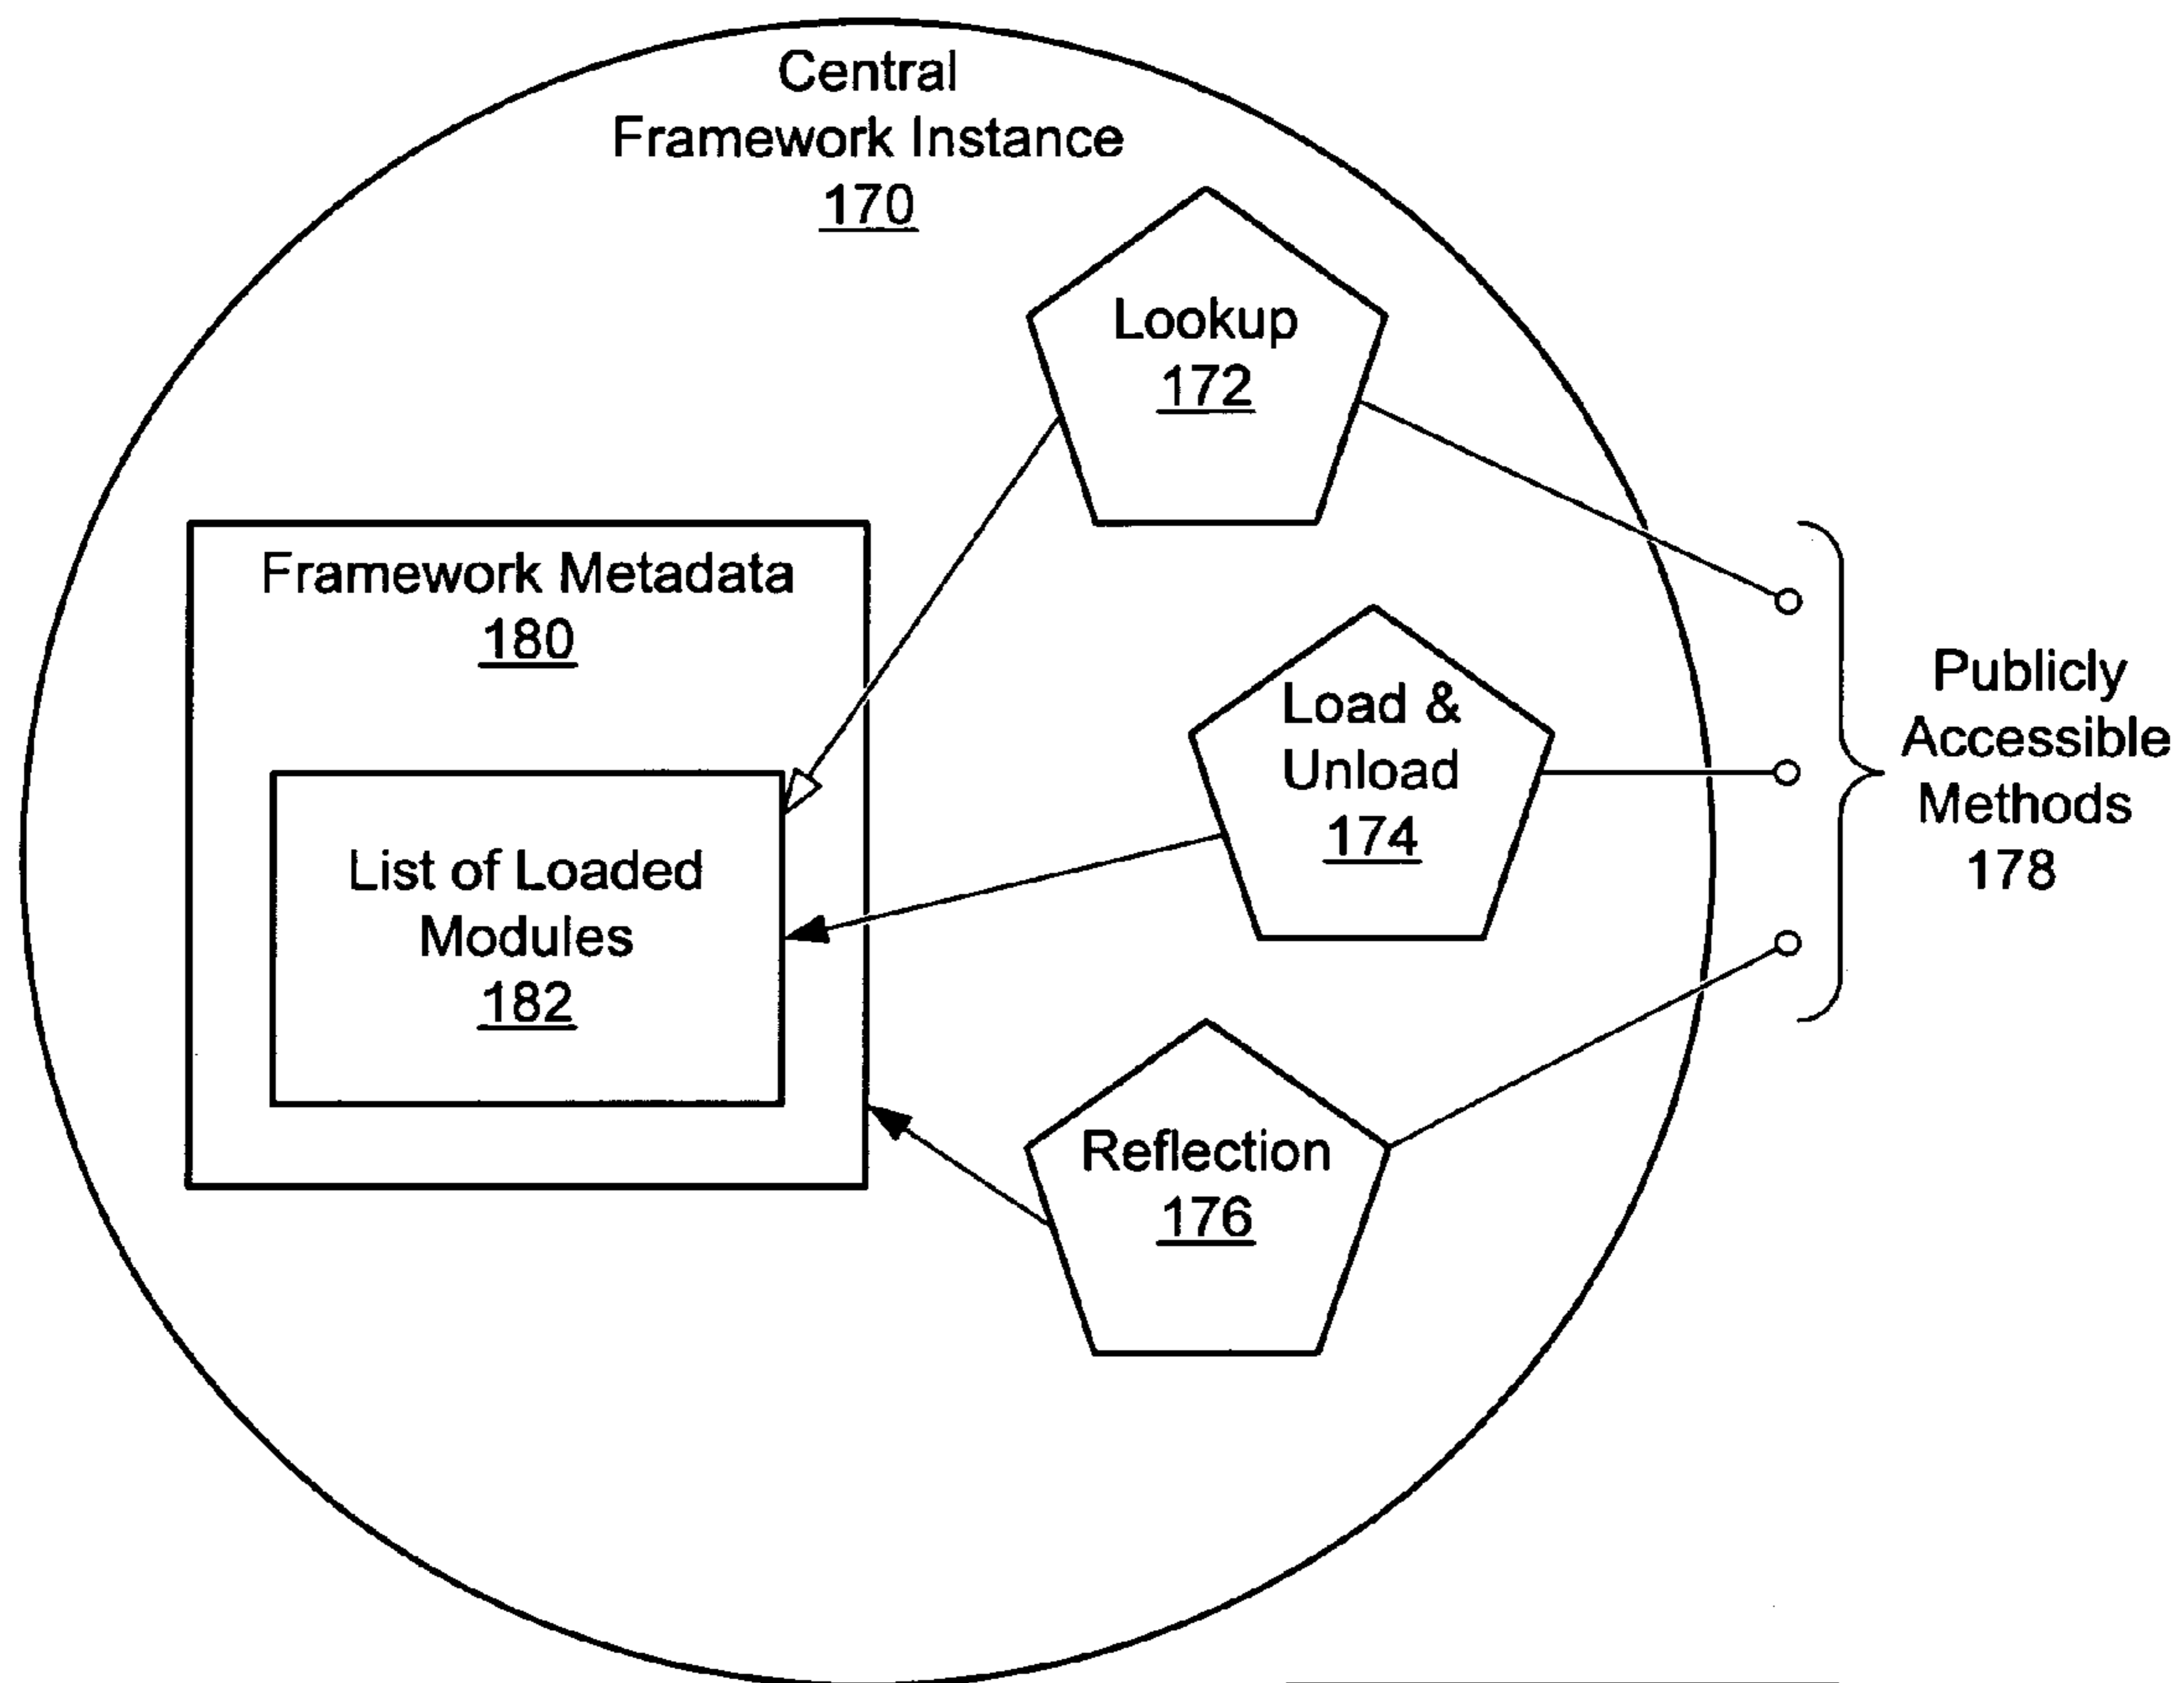 Central
Framework Instance
170
Lookup
172
Framework Metadata
180
Load &
Unload
174
Publicly
Accessible
Methods
178
List of Loaded
Modules
182
Reflection
176